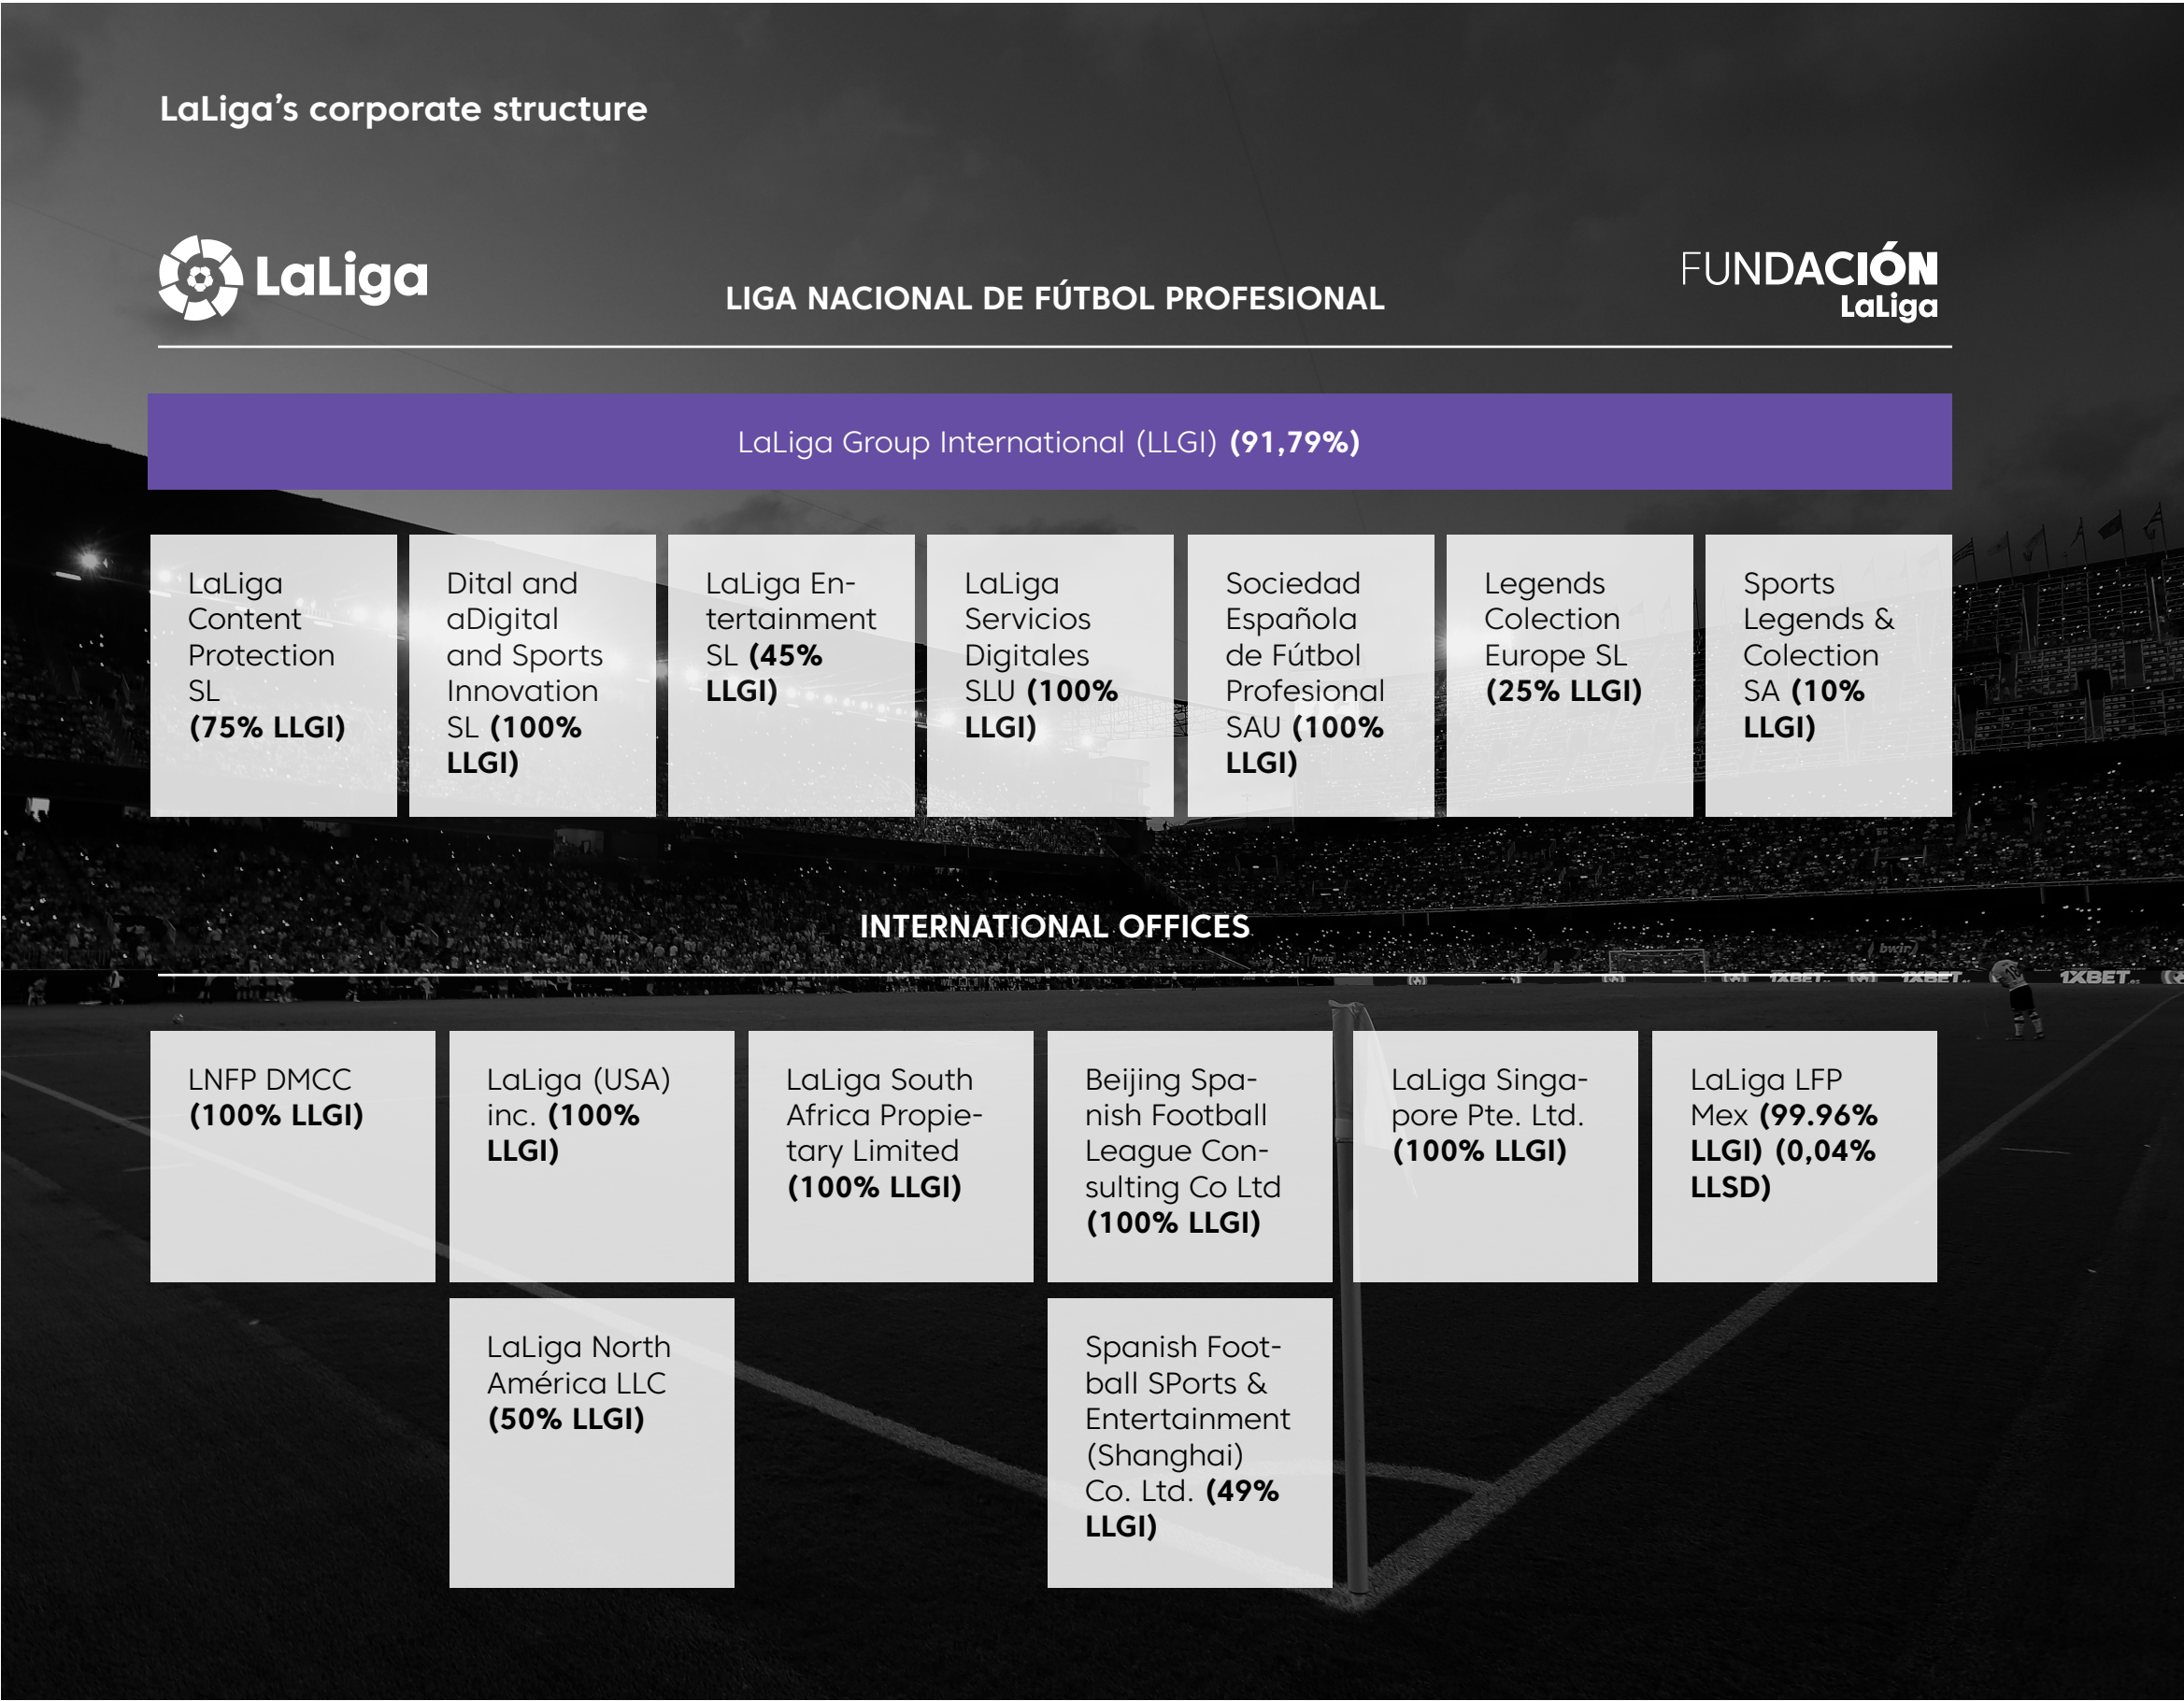 LaLiga’s corporate structure
LaLiga
LIGA NACIONAL DE FÚTBOL PROFESIONAL
FUNDACIÓN
LaLiga
LaLiga Group International (LLGI) (91,79%)
LaLiga
Content
Protection
SL
(75% LLGI)
Dital and
aDigital
and Sports
Innovation
SL (100%
LLGI)
LaLiga En-
tertainment
SL (45%
LLGI)
LaLiga
Servicios
Digitales
SLU (100%
LLGI)
Sociedad
Española
de Fútbol
Profesional
SAU (100%
LLGI)
Legends
Colection
Europe SL
(25% LLGI)
Sports
Legends &
Colection
SA (10%
LLGI)
INTERNATIONAL OFFICES
bwin
1XBET
1XBET
1XBET
LNFP DMCC
(100% LLGI)
LaLiga (USA)
inc. (100%
LLGI)
LaLiga South
Africa Propie-
tary Limited
(100% LLGI)
Beijing Spa-
nish Football
League Con-
sulting Co Ltd
(100% LLGI)
LaLiga Singa-
pore Pte. Ltd.
(100% LLGI)
LaLiga LFP
Mex (99.96%
LLGI) (0,04%
LLSD)
LaLiga North
América LLC
(50% LLGI)
Spanish Foot-
ball SPorts &
Entertainment
(Shanghai)
Co. Ltd. (49%
LLGI)